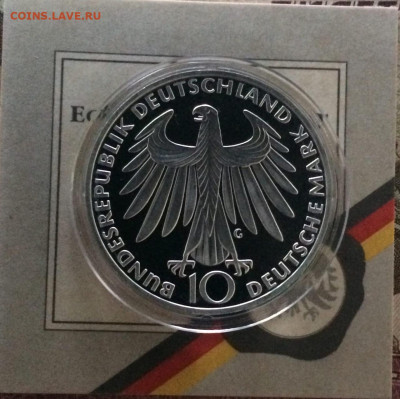 COINS.LAVE.RU
BUNDESREPUBLIK DEUTSCHLAND
G
10
DEUTSCHE MARK